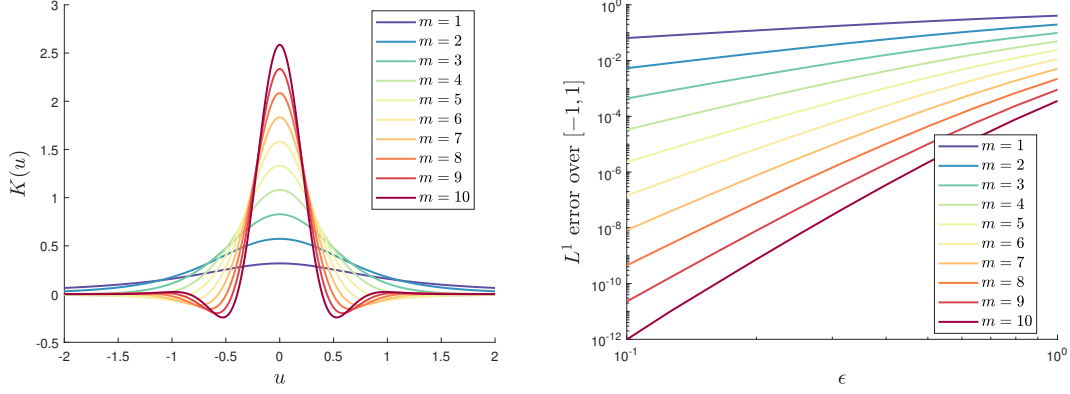 3
2.5
2
1.5
1
0.5
0
-0.5
K(u)
-2 -1.5 -1 -0.5 0 0.5 1 1.5 2
u
m = 1
m = 2
m = 3
m = 4
m = 5
m = 6
m = 7
m = 8
m = 9
m = 10
10^0
10^-2
10^-4
10^-6
10^-8
10^-10
10^-12
L^1 error over [−1, 1]
10^-1 10^0
ϵ
m = 1
m = 2
m = 3
m = 4
m = 5
m = 6
m = 7
m = 8
m = 9
m = 10